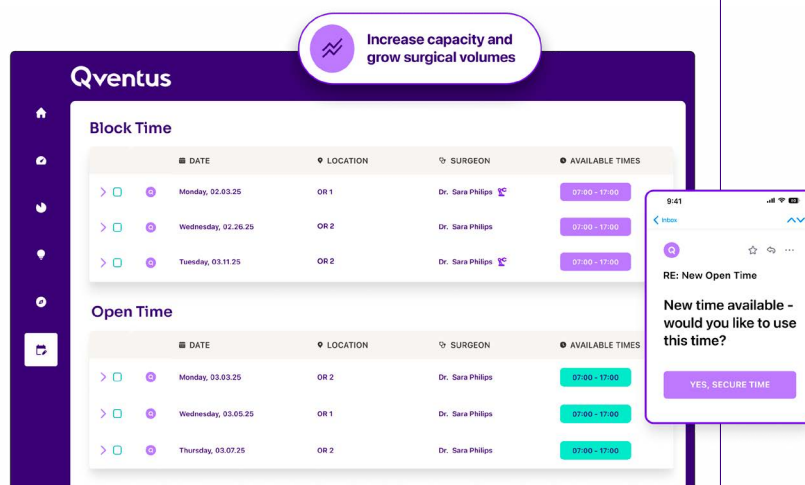 Increase capacity and
grow surgical volumes
Qventus
Block Time
DATE LOCATION SURGEON AVAILABLE TIMES
Monday, 02.03.25 OR 1 Dr. Sara Philips 07:00 - 17:00
Wednesday, 02.26.25 OR 2 Dr. Sara Philips 07:00 - 17:00
Tuesday, 03.11.25 OR 2 Dr. Sara Philips 07:00 - 17:00
Open Time
DATE LOCATION SURGEON AVAILABLE TIMES
Monday, 03.03.25 OR 2 Dr. Sara Philips 07:00 - 17:00
Wednesday, 03.05.25 OR 1 Dr. Sara Philips 07:00 - 17:00
Thursday, 03.07.25 OR 2 Dr. Sara Philips 07:00 - 17:00
9:41
Inbox
Q
RE: New Open Time
New time available -
would you like to use
this time?
YES, SECURE TIME